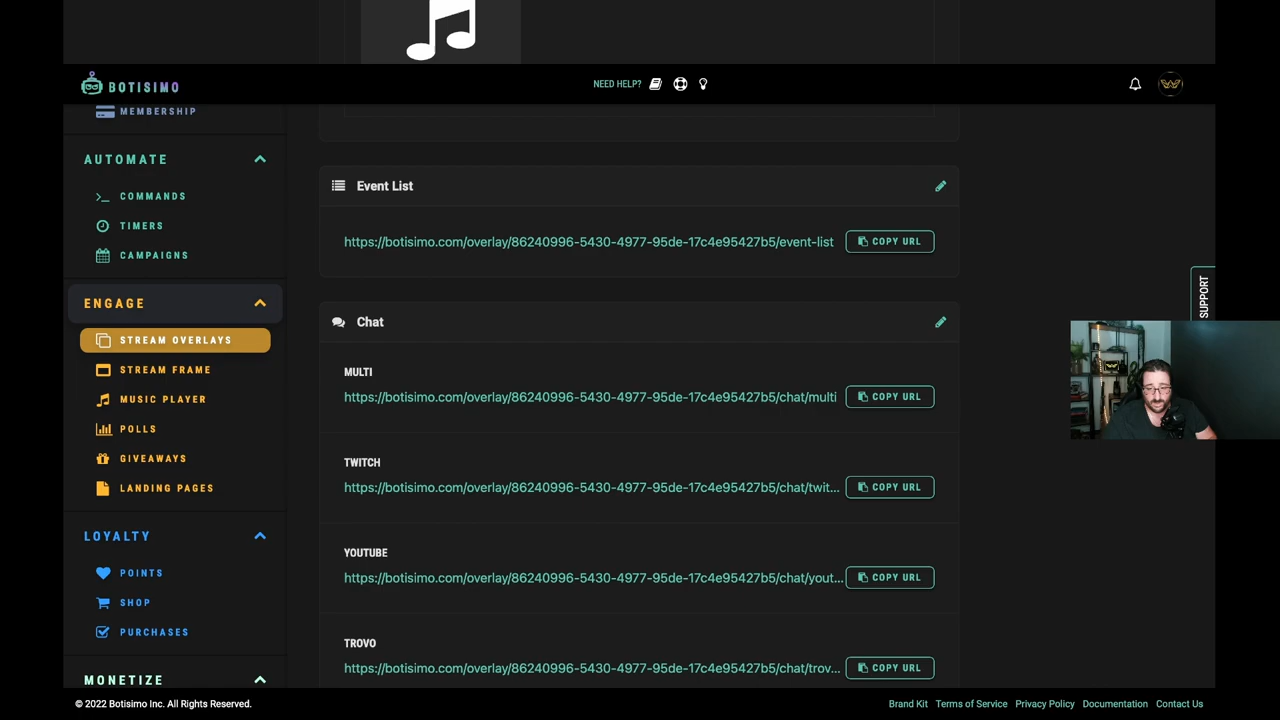 BOTISIMO
NEED HELP?
MEMBERSHIP
AUTOMATE
COMMANDS
TIMERS
CAMPAIGNS
ENGAGE
STREAM OVERLAYS
STREAM FRAME
MUSIC PLAYER
POLLS
GIVEAWAYS
LANDING PAGES
LOYALTY
POINTS
SHOP
PURCHASES
MONETIZE
Event List
https://botisimo.com/overlay/86240996-5430-4977-95de-17c4e95427b5/event-list COPY URL
Chat
MULTI
https://botisimo.com/overlay/86240996-5430-4977-95de-17c4e95427b5/chat/multi COPY URL
TWITCH
https://botisimo.com/overlay/86240996-5430-4977-95de-17c4e95427b5/chat/twit... COPY URL
YOUTUBE
https://botisimo.com/overlay/86240996-5430-4977-95de-17c4e95427b5/chat/yout... COPY URL
TROVO
https://botisimo.com/overlay/86240996-5430-4977-95de-17c4e95427b5/chat/trov... COPY URL
SUPPORT
© 2022 Botisimo Inc. All Rights Reserved.
Brand Kit Terms of Service Privacy Policy Documentation Contact Us